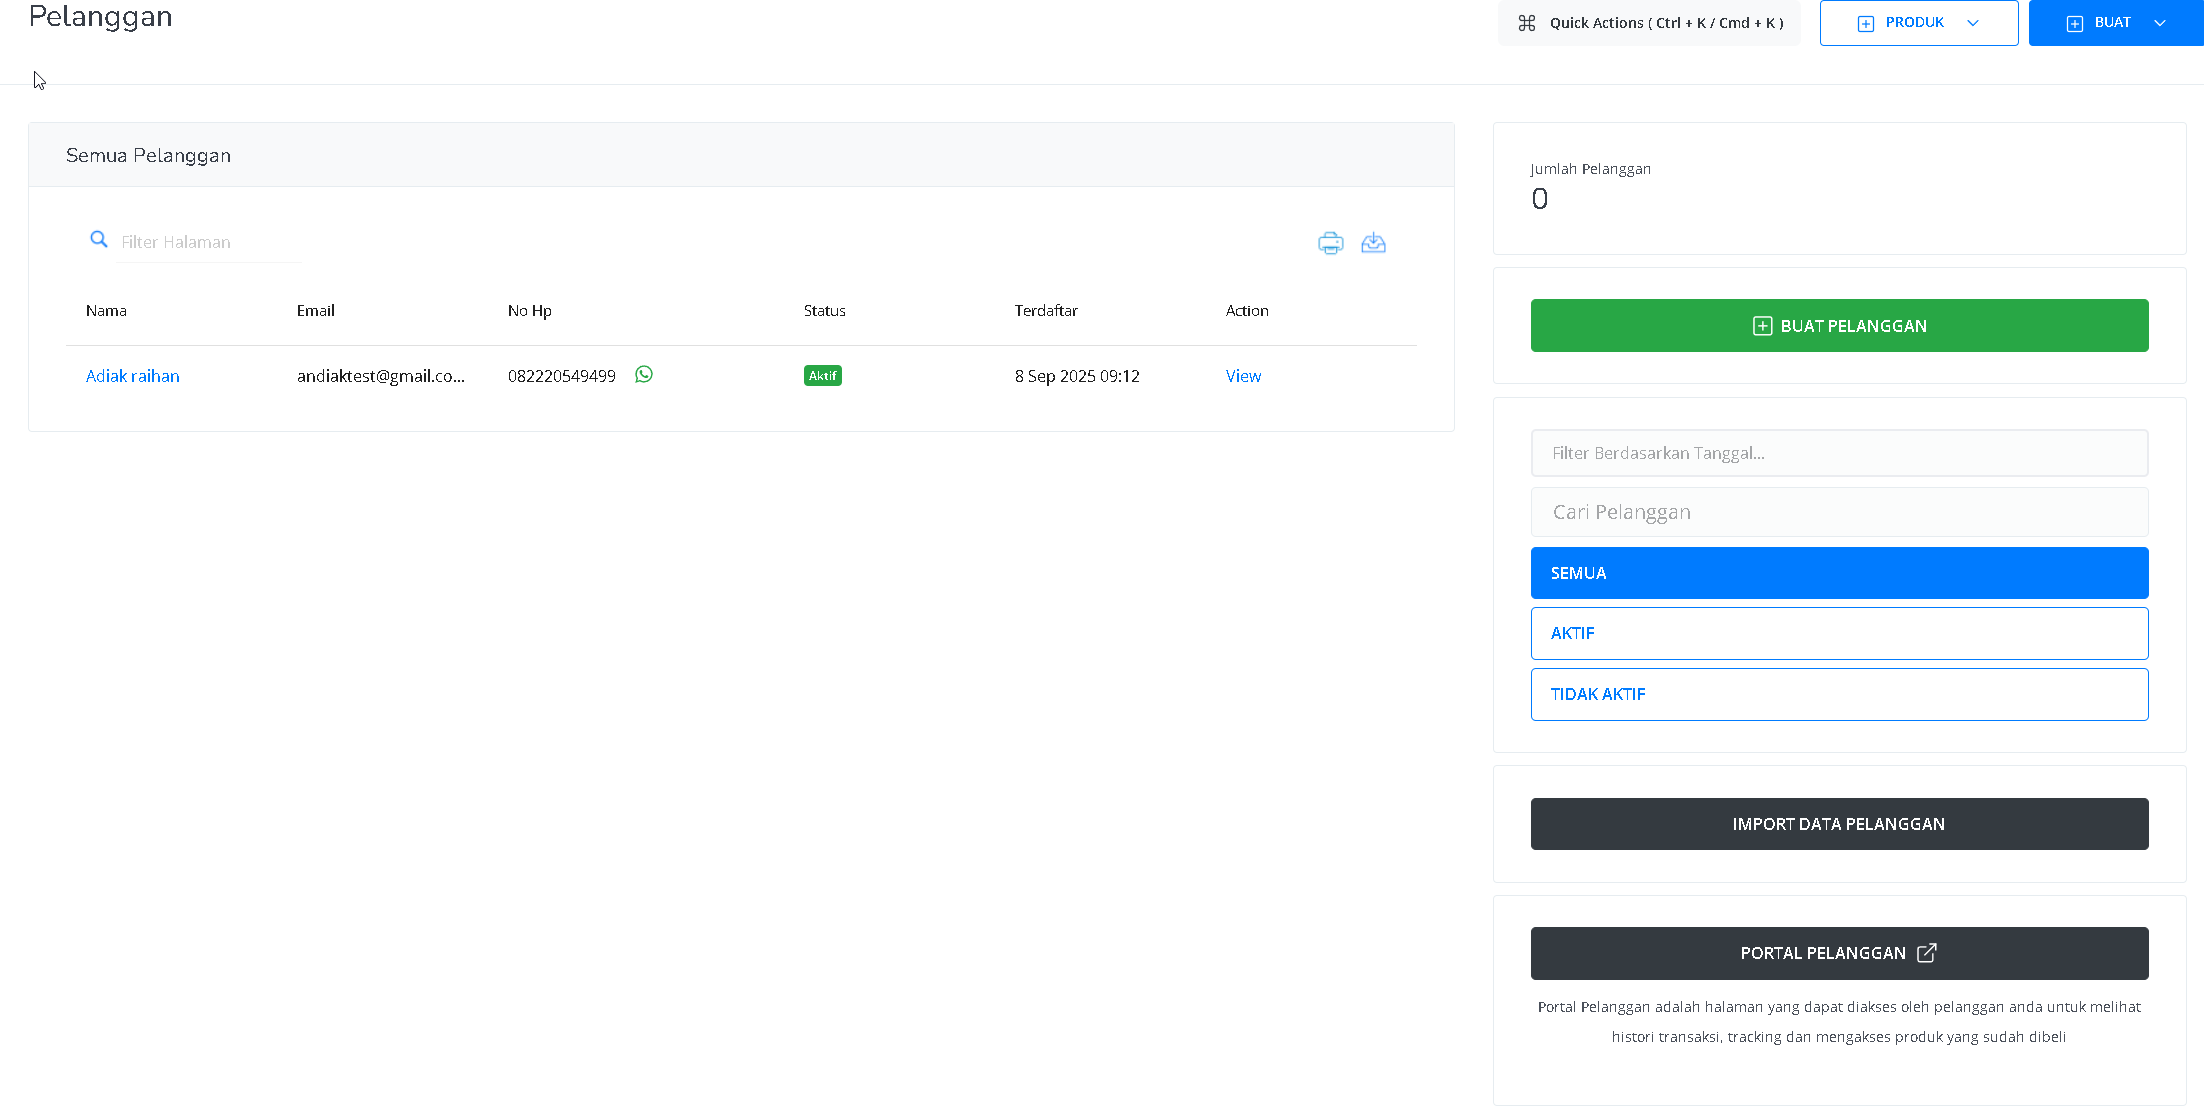 Pelanggan
Quick Actions ( Ctrl + K / Cmd + K )
PRODUK
BUAT
Semua Pelanggan
Filter Halaman
Nama Email No Hp Status Terdaftar Action
Adiak raihan andiaktest@gmail.co... 082220549499 Aktif 8 Sep 2025 09:12 View
Jumlah Pelanggan
0
BUAT PELANGGAN
Filter Berdasarkan Tanggal...
Cari Pelanggan
SEMUA
AKTIF
TIDAK AKTIF
IMPORT DATA PELANGGAN
PORTAL PELANGGAN
Portal Pelanggan adalah halaman yang dapat diakses oleh pelanggan anda untuk melihat
histori transaksi, tracking dan mengakses produk yang sudah dibeli